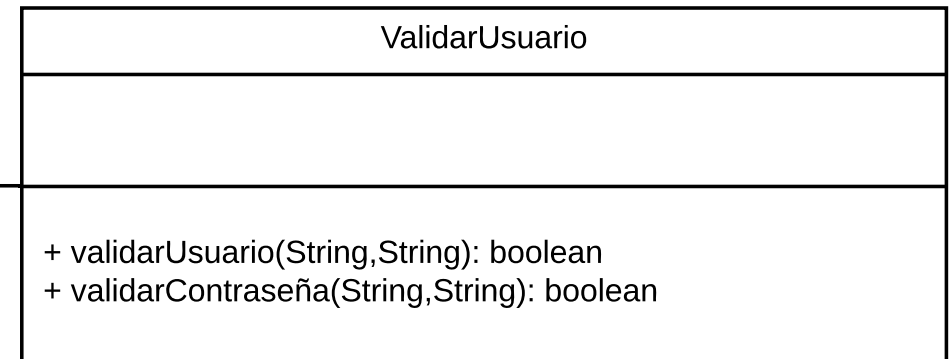 ValidarUsuario
+ validarUsuario(String,String): boolean
+ validarContraseña(String,String): boolean